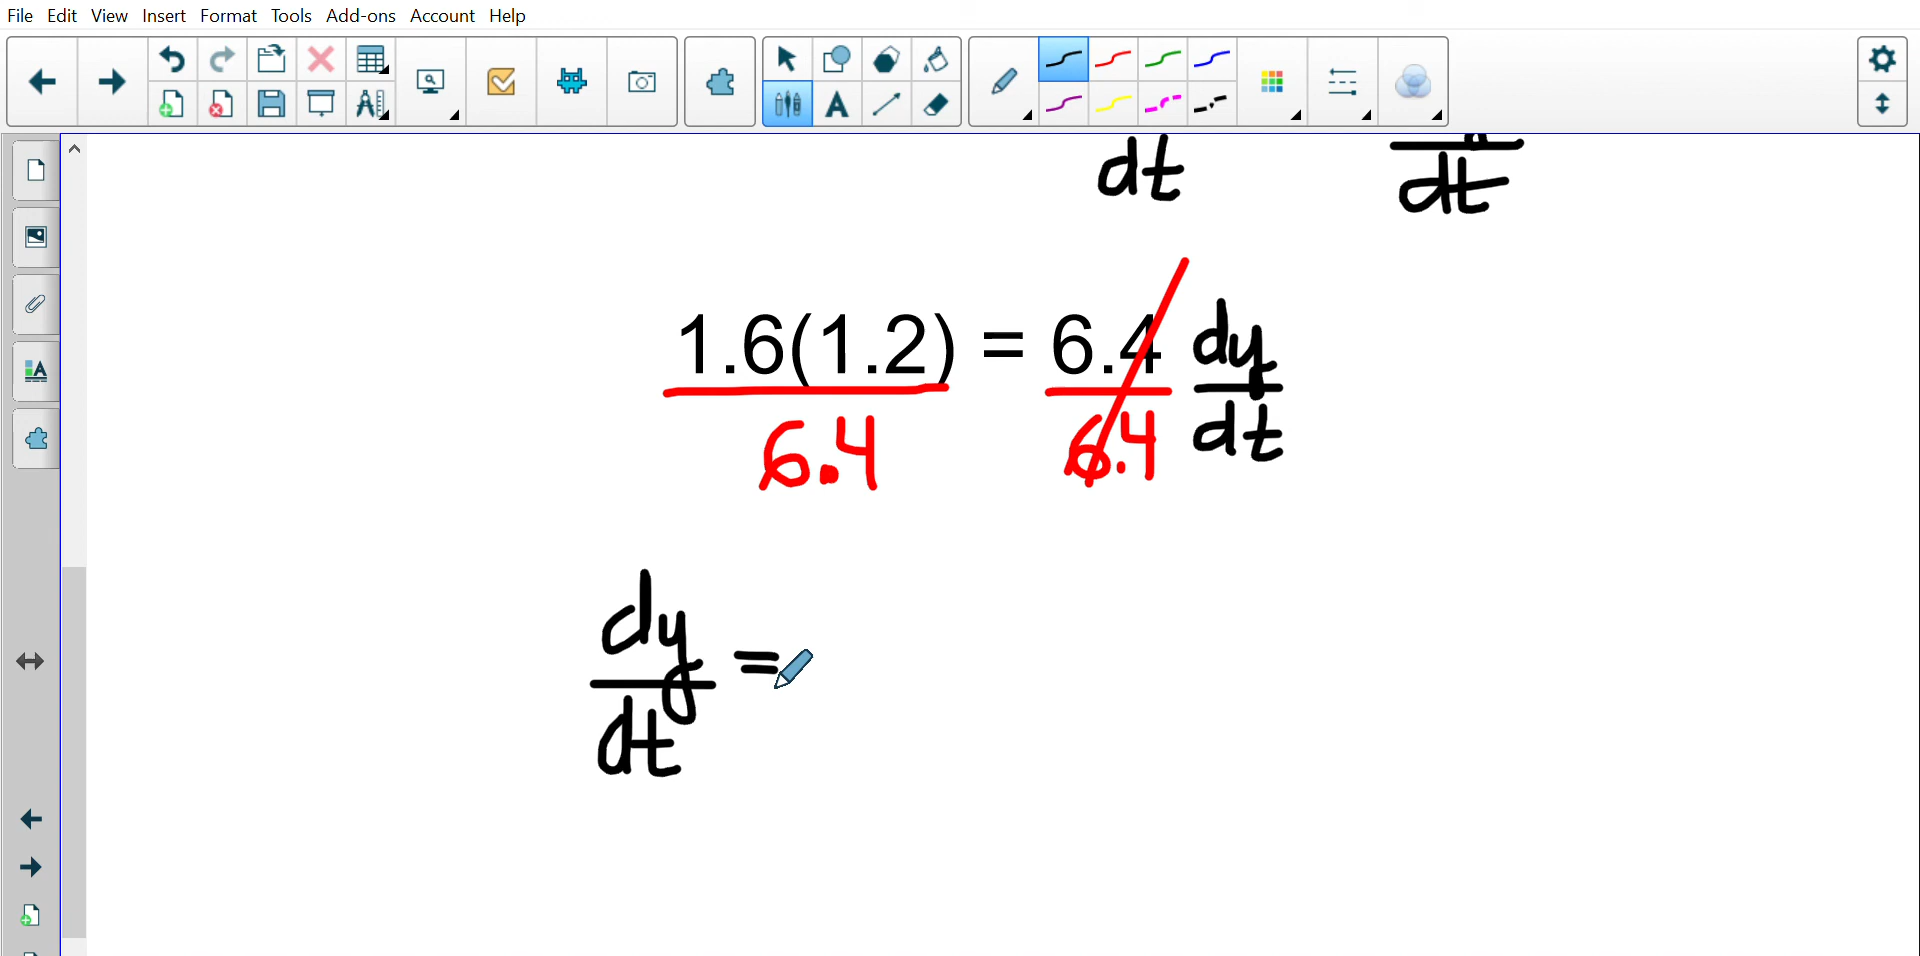 File Edit View Insert Format Tools Add-ons Account Help
dt dt
1.6(1.2) = 6.4 dy
6.4 6.4 dt
dy =
dt